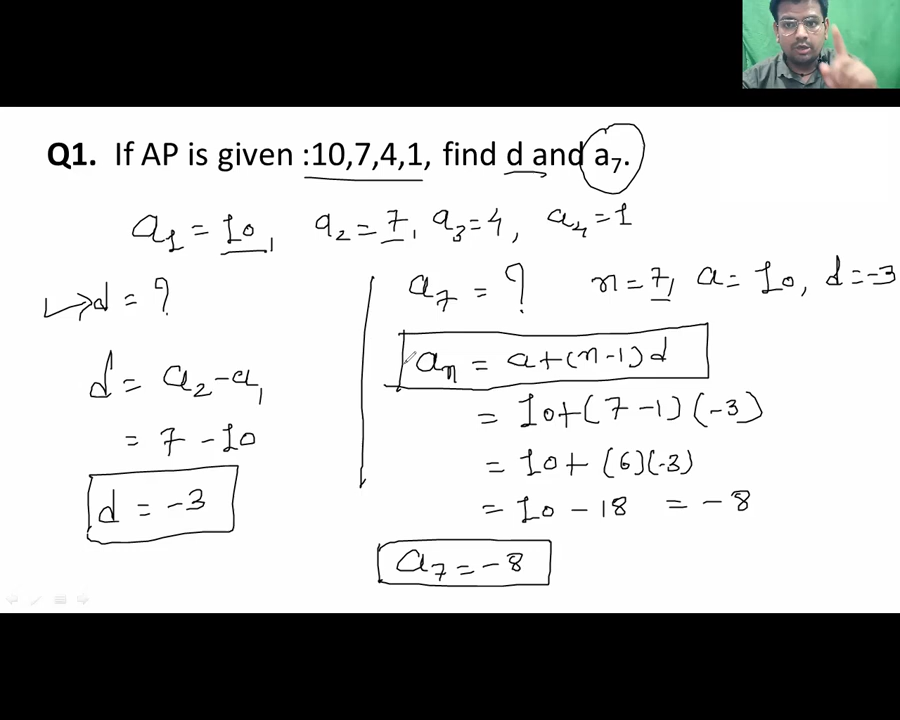 Q1. If AP is given :10,7,4,1, find d and a₇.
a₁ = 10, a₂ = 7, a₃ = 4, a₄ = 1
d = ?
d = a₂ - a₁
= 7 - 10
d = -3
a₇ = ? n = 7, a = 10, d = -3
aₙ = a + (n - 1) d
= 10 + (7 - 1) (-3)
= 10 + (6) (-3)
= 10 - 18 = -8
a₇ = -8